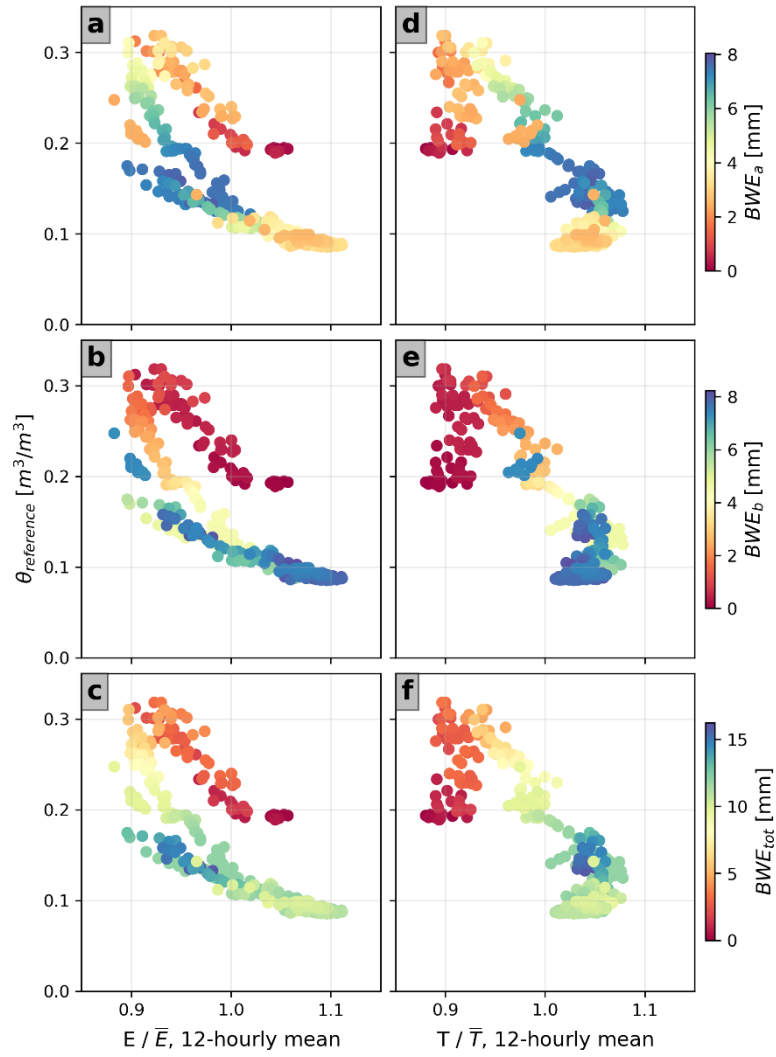 a
d
0.3
0.2
0.1
0.0
8
6
4
2
0
BWE_a [mm]
b
e
0.3
0.2
0.1
0.0
θ_reference [m³/m³]
8
6
4
2
0
BWE_b [mm]
c
f
0.3
0.2
0.1
0.0
15
10
5
0
BWE_tot [mm]
0.9 1.0 1.1
0.9 1.0 1.1
E / E̅, 12-hourly mean
T / T̅, 12-hourly mean